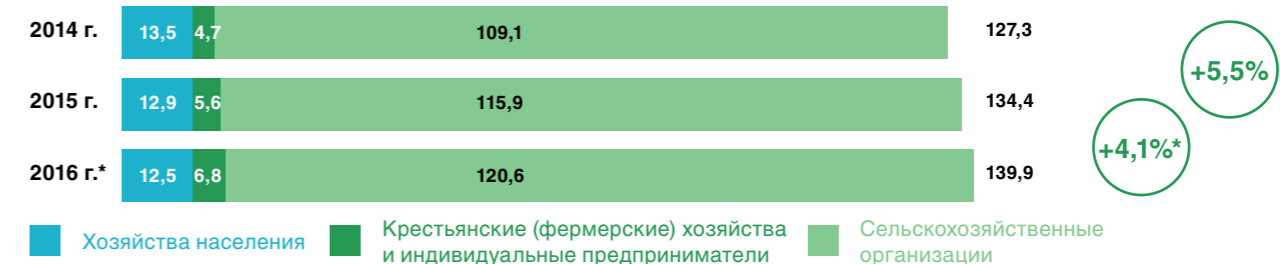 2014 г. 13,5 4,7 109,1 127,3
+5,5%
2015 г. 12,9 5,6 115,9 134,4
+4,1%*
2016 г.* 12,5 6,8 120,6 139,9
Хозяйства населения
Крестьянские (фермерские) хозяйства
и индивидуальные предприниматели
Сельскохозяйственные
организации